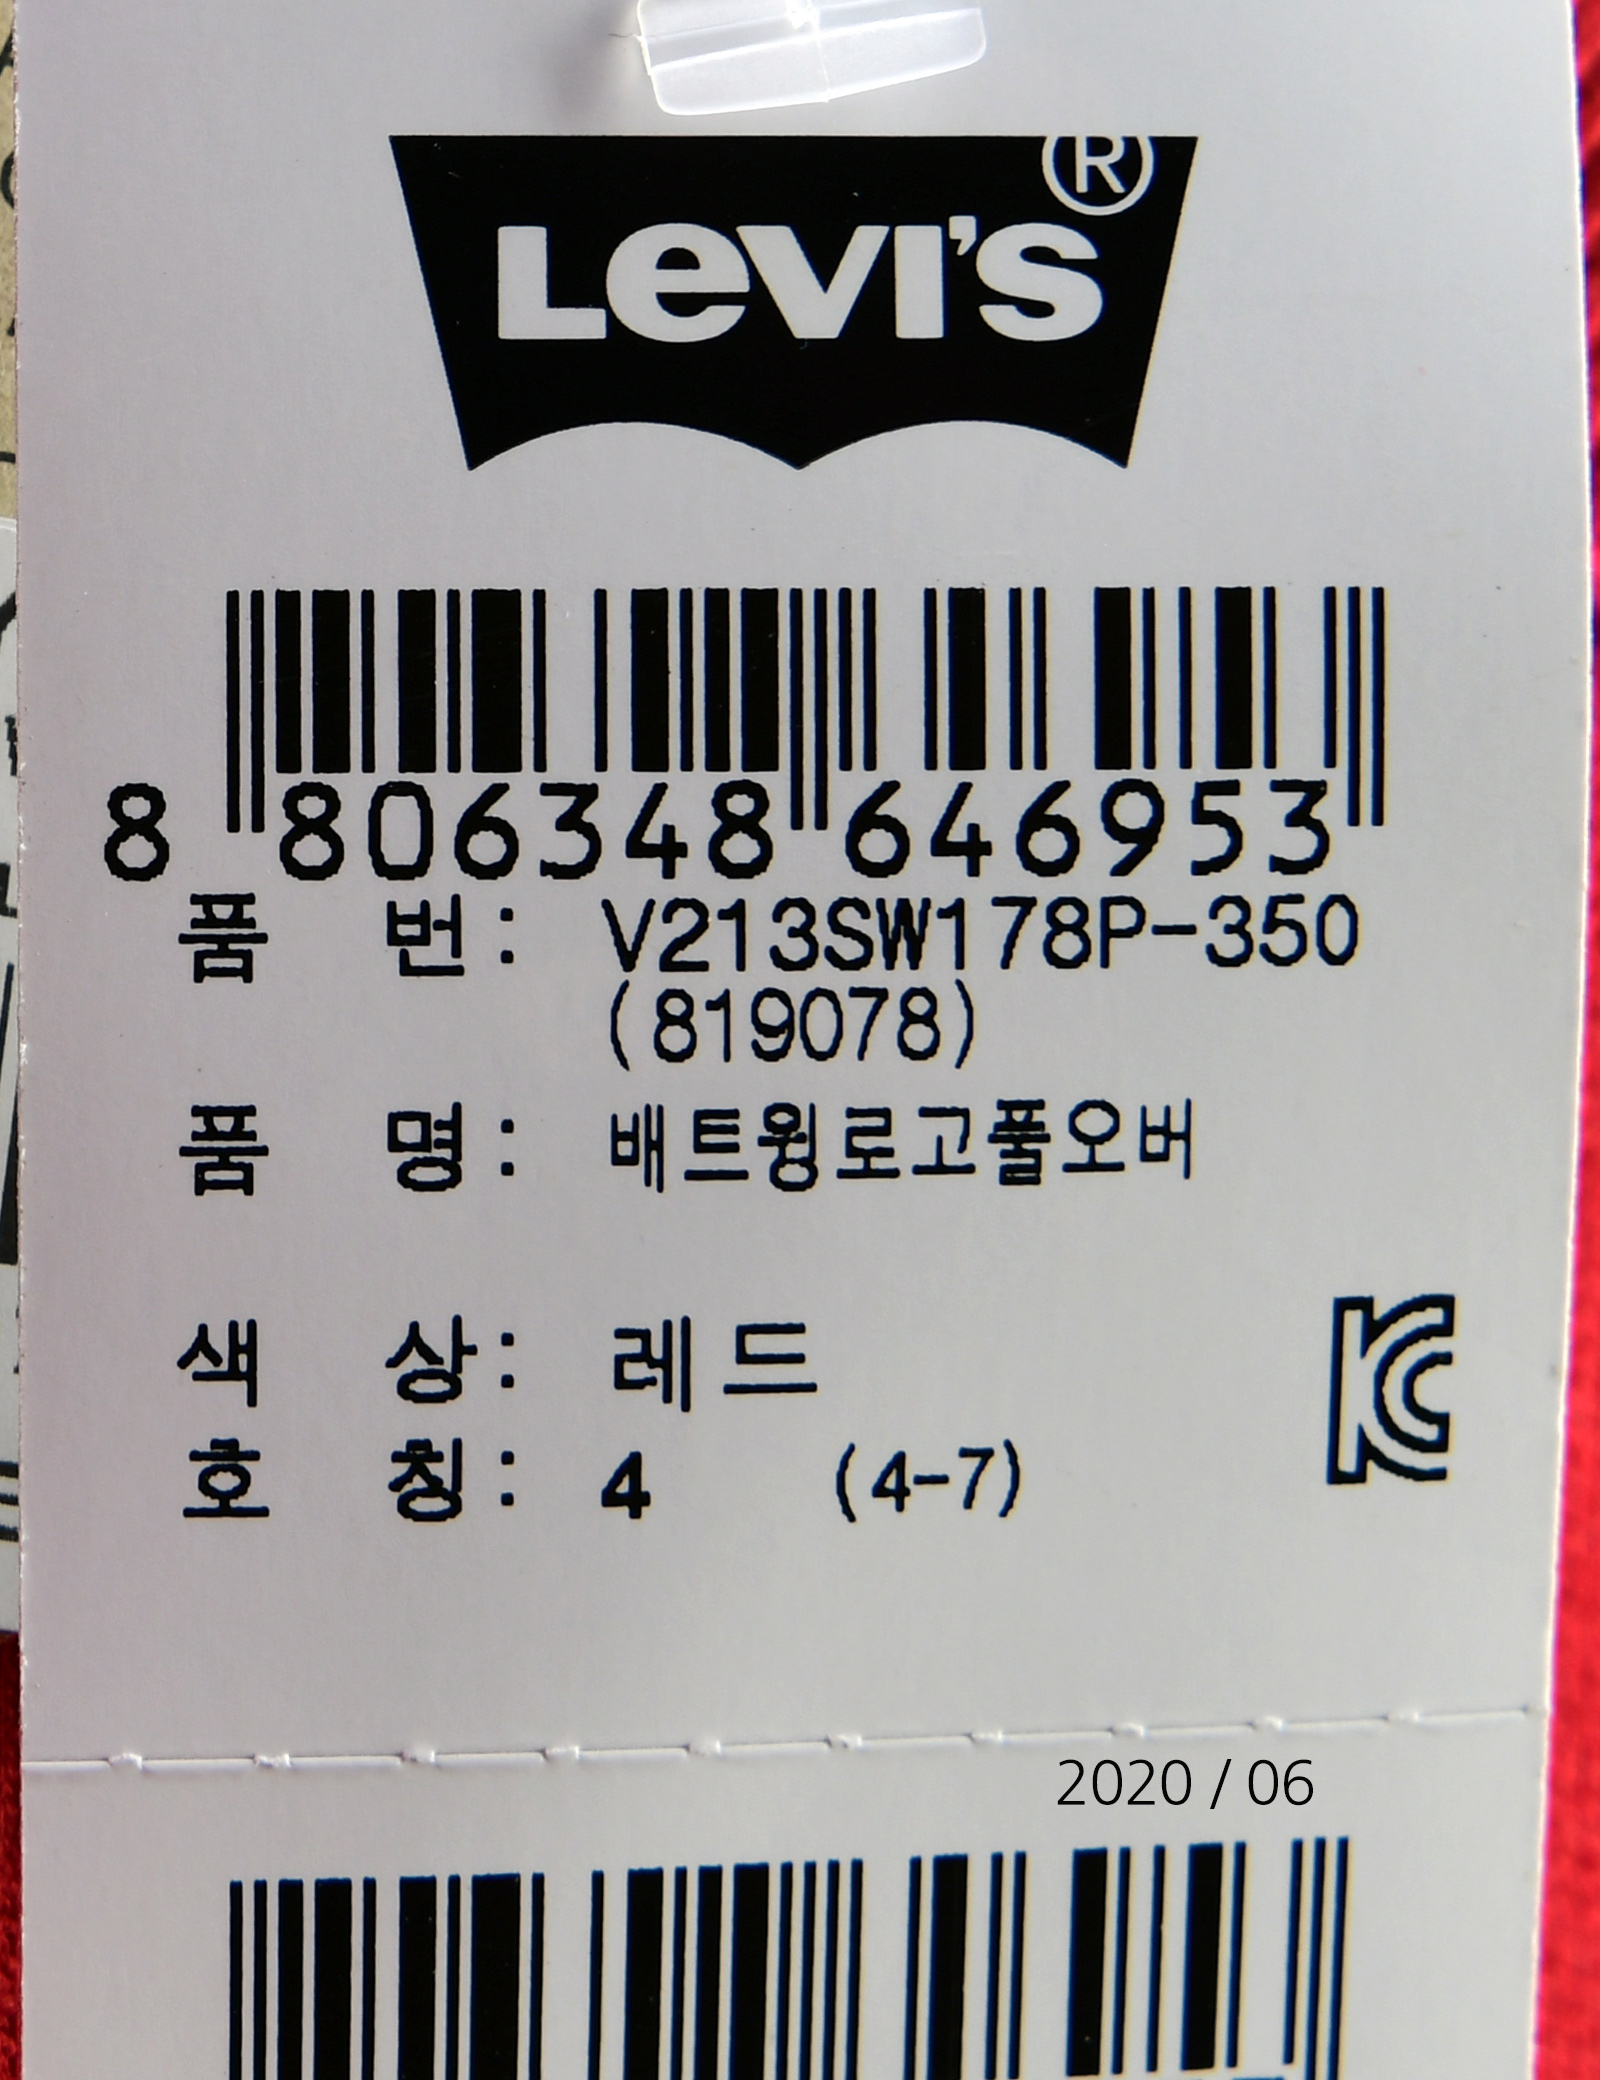 LEVI'S®
8 806348 646953
품 번: V213SW178P-350
(819078)
품 명: 배트윙로고풀오버
색 상: 레드
호 칭: 4 (4-7)
KC
2020 / 06